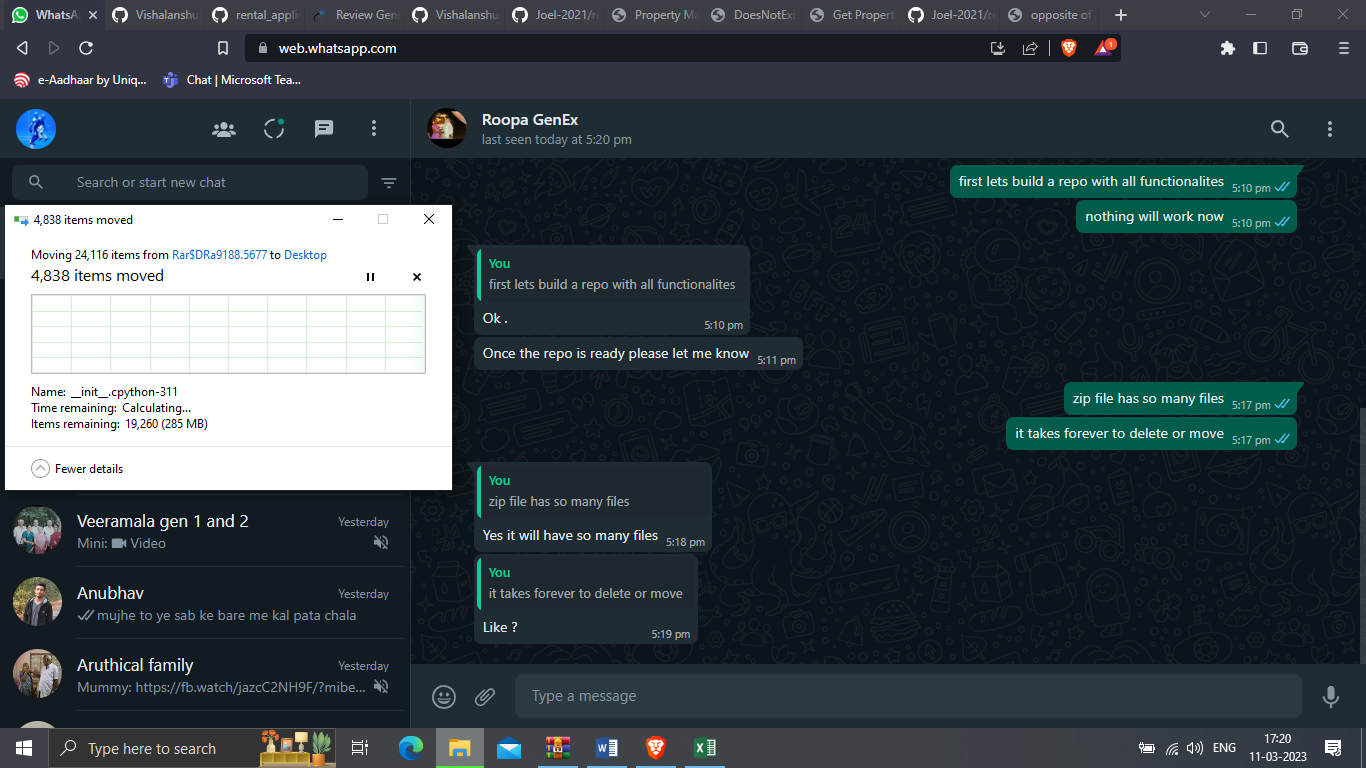 WhatsA
Vishalanshu
rental_appli
Review Gen
Vishalanshu
Joel-2021/re
Property Ma
DoesNotExi
Get Propert
Joel-2021/re
opposite of
web.whatsapp.com
1
e-Aadhaar by Uniq...
Chat | Microsoft Tea...
Roopa GenEx
last seen today at 5:20 pm
Search or start new chat
4,838 items moved
Moving 24,116 items from Rar$DRa9188.5677 to Desktop
4,838 items moved
Name: __init__.cpython-311
Time remaining: Calculating...
Items remaining: 19,260 (285 MB)
Fewer details
Veeramala gen 1 and 2
Yesterday
Mini: Video
Anubhav
Yesterday
mujhe to ye sab ke bare me kal pata chala
Aruthical family
Yesterday
Mummy: https://fb.watch/jazcC2NH9F/?mibe...
first lets build a repo with all functionalites 5:10 pm
nothing will work now 5:10 pm
You
first lets build a repo with all functionalites
Ok .
5:10 pm
Once the repo is ready please let me know 5:11 pm
zip file has so many files 5:17 pm
it takes forever to delete or move 5:17 pm
You
zip file has so many files
Yes it will have so many files 5:18 pm
You
it takes forever to delete or move
Like ?
5:19 pm
Type a message
Type here to search
ENG
17:20
11-03-2023